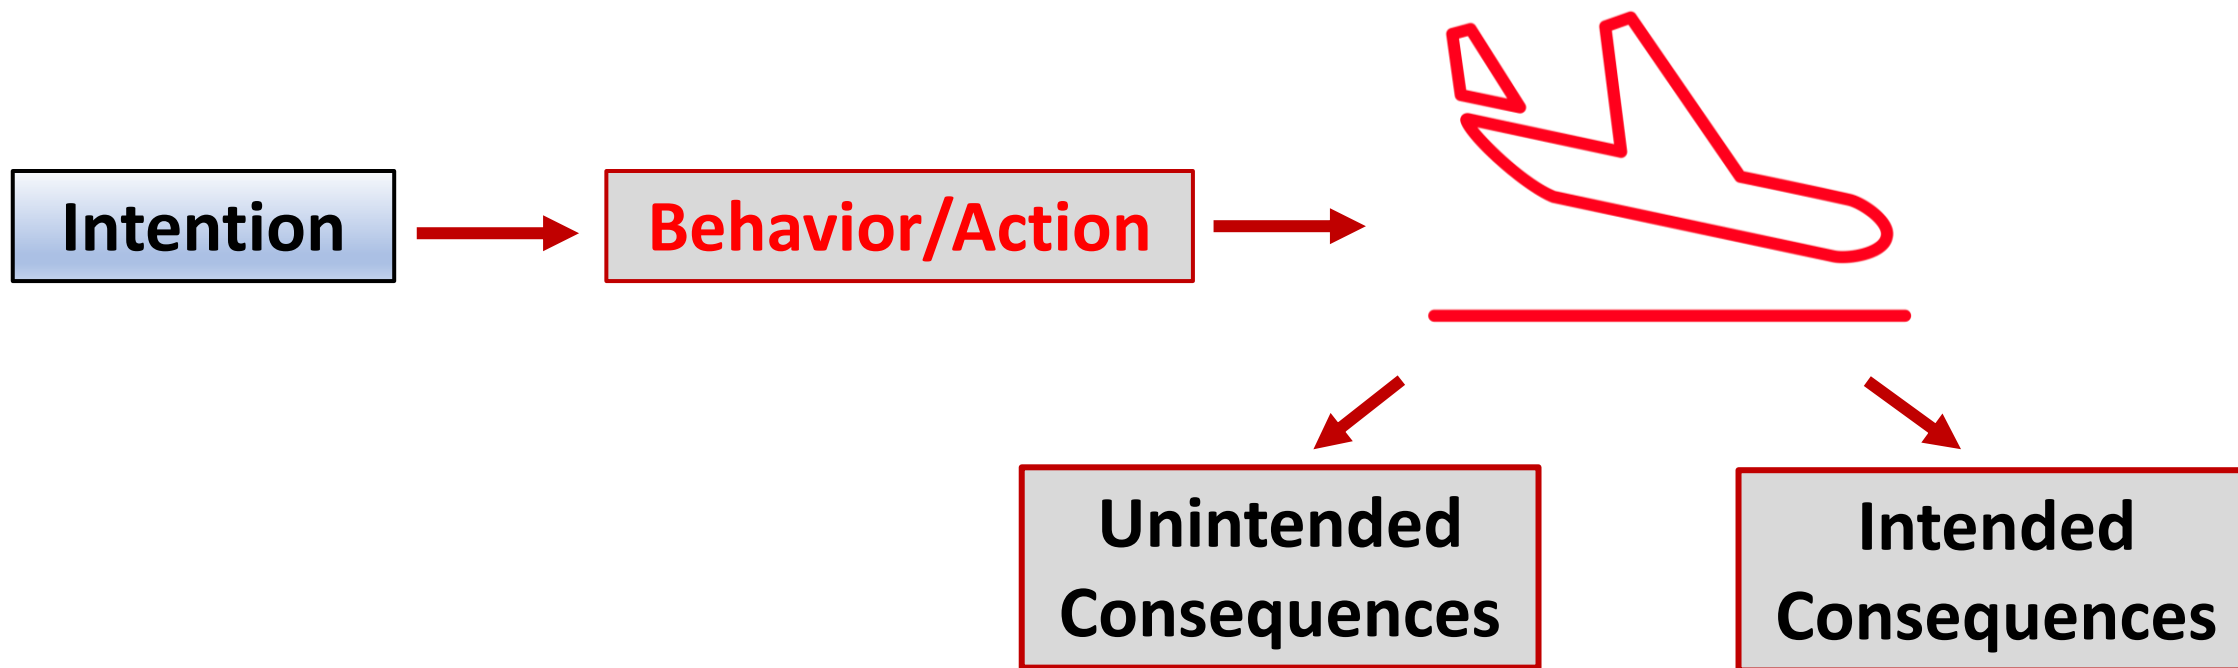 Intention
Behavior/Action
Unintended
Consequences
Intended
Consequences